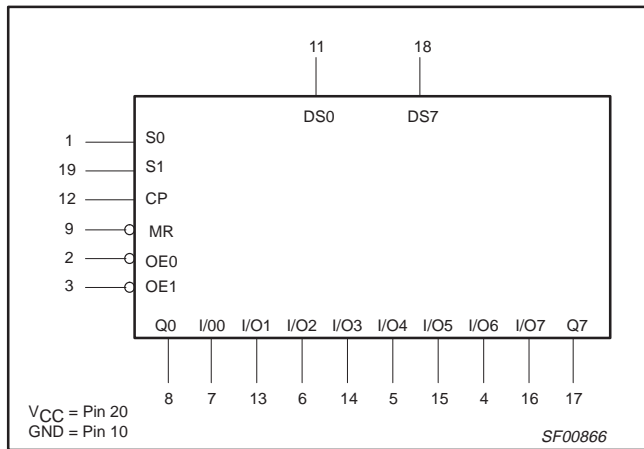 11 18
DS0 DS7
1 S0
19 S1
12 CP
9 MR
2 OE0
3 OE1
Q0 I/00 I/O1 I/O2 I/O3 I/O4 I/O5 I/O6 I/O7 Q7
8 7 13 6 14 5 15 4 16 17
VCC = Pin 20
GND = Pin 10
SF00866